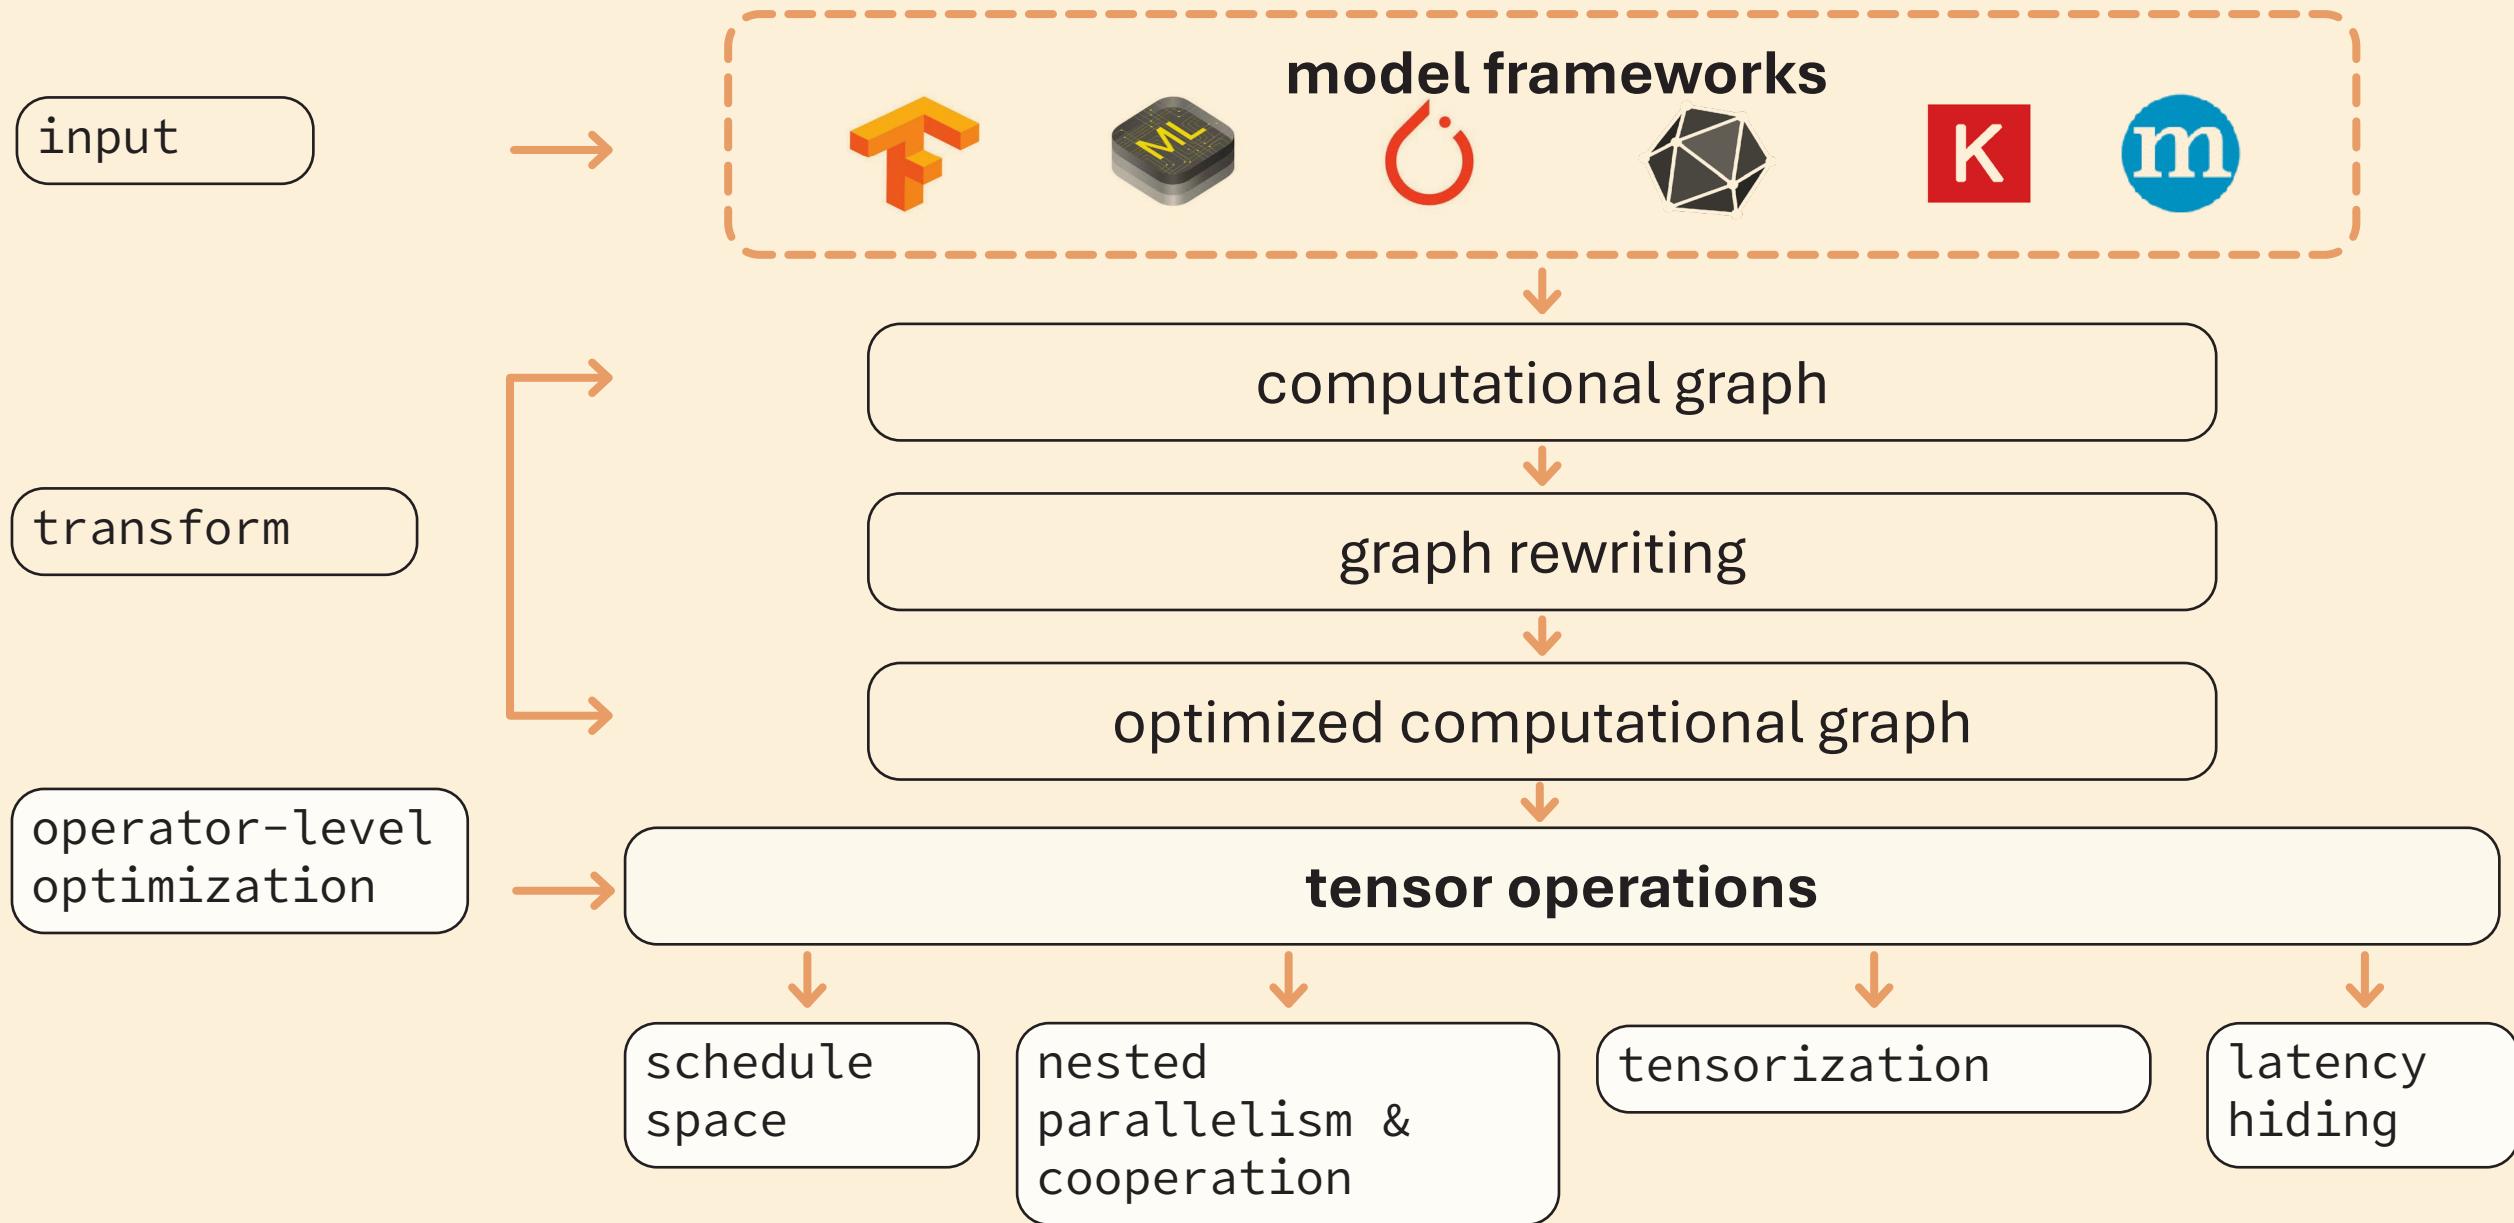 model frameworks
input
ML
K
m
computational graph
graph rewriting
transform
optimized computational graph
operator-level
optimization
tensor operations
schedule
space
nested
parallelism &
cooperation
tensorization
latency
hiding